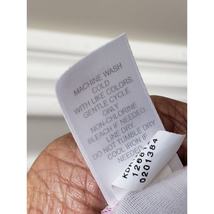 MACHINE WASH
COLD
WITH LIKE COLORS
GENTLE CYCLE
ONLY
NON-CHLORINE
BLEACH IF NEEDED
LINE DRY
DO NOT TUMBLE DRY
COOL IRON IF
NEEDED
0201384